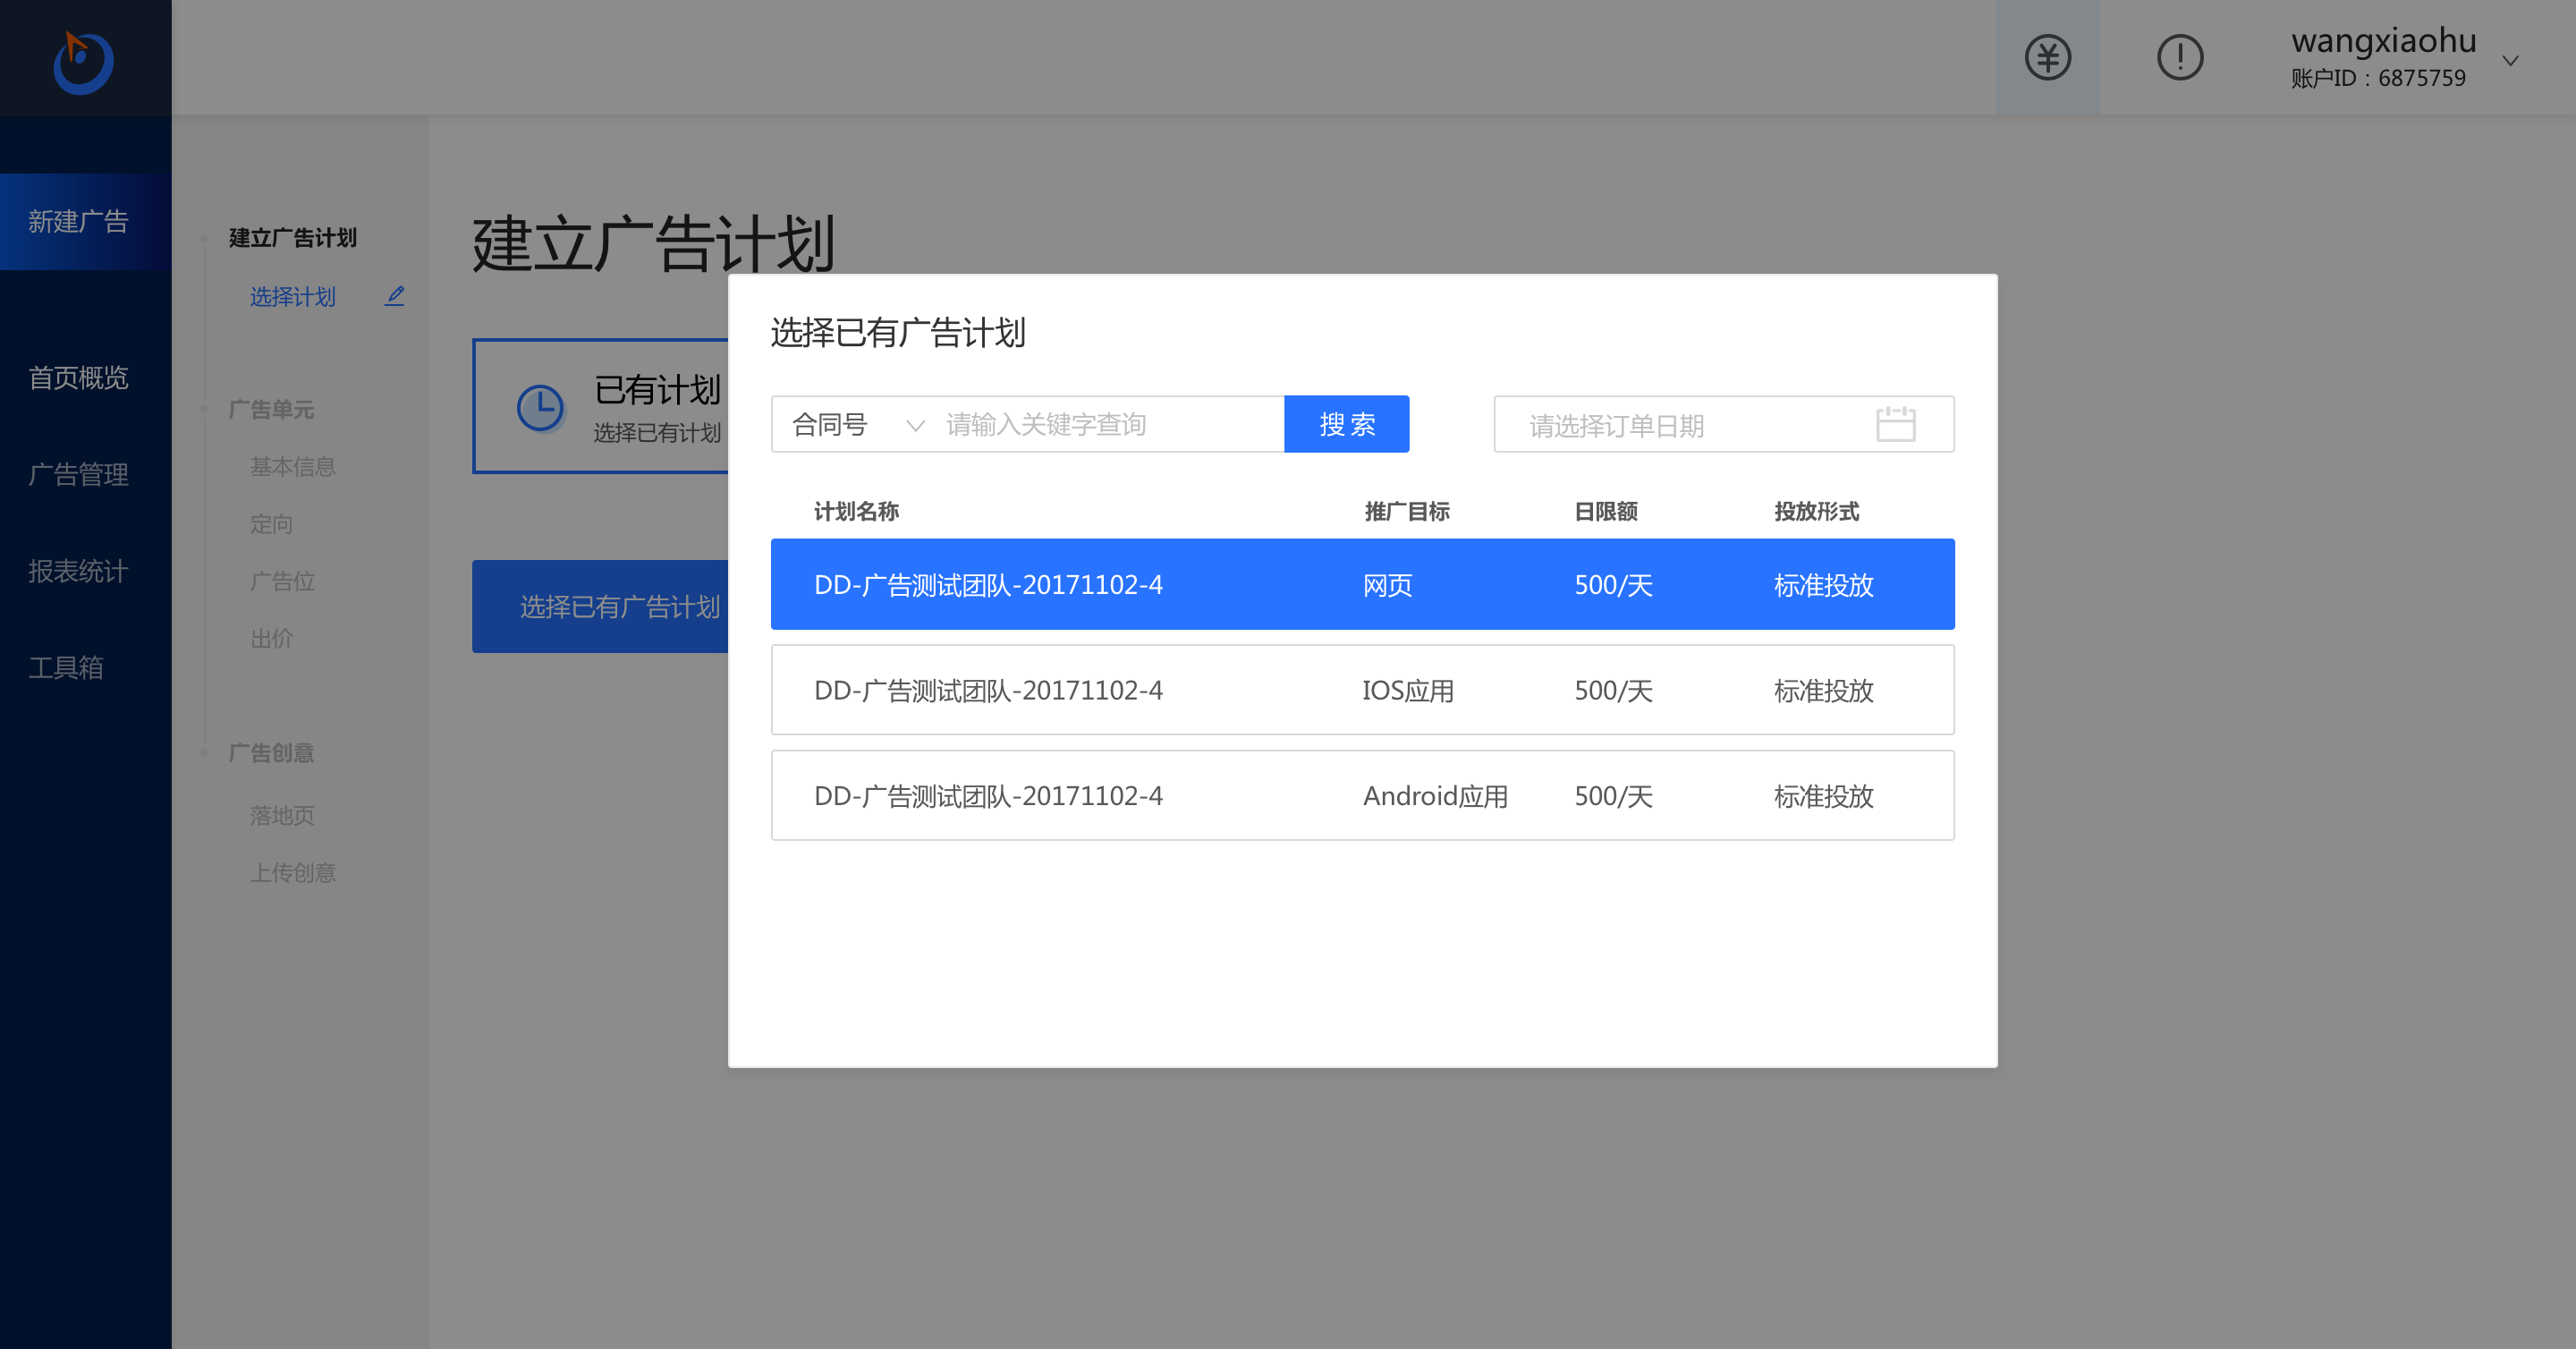 wangxiaohu
账户ID：6875759
新建广告
首页概览
广告管理
报表统计
工具箱
建立广告计划
选择计划
广告单元
基本信息
定向
广告位
出价
广告创意
落地页
上传创意
建立广告计划
已有计划
选择已有计划
选择已有广告计划
选择已有广告计划
合同号 请输入关键字查询 搜索 请选择订单日期
计划名称 推广目标 日限额 投放形式
DD-广告测试团队-20171102-4 网页 500/天 标准投放
DD-广告测试团队-20171102-4 IOS应用 500/天 标准投放
DD-广告测试团队-20171102-4 Android应用 500/天 标准投放